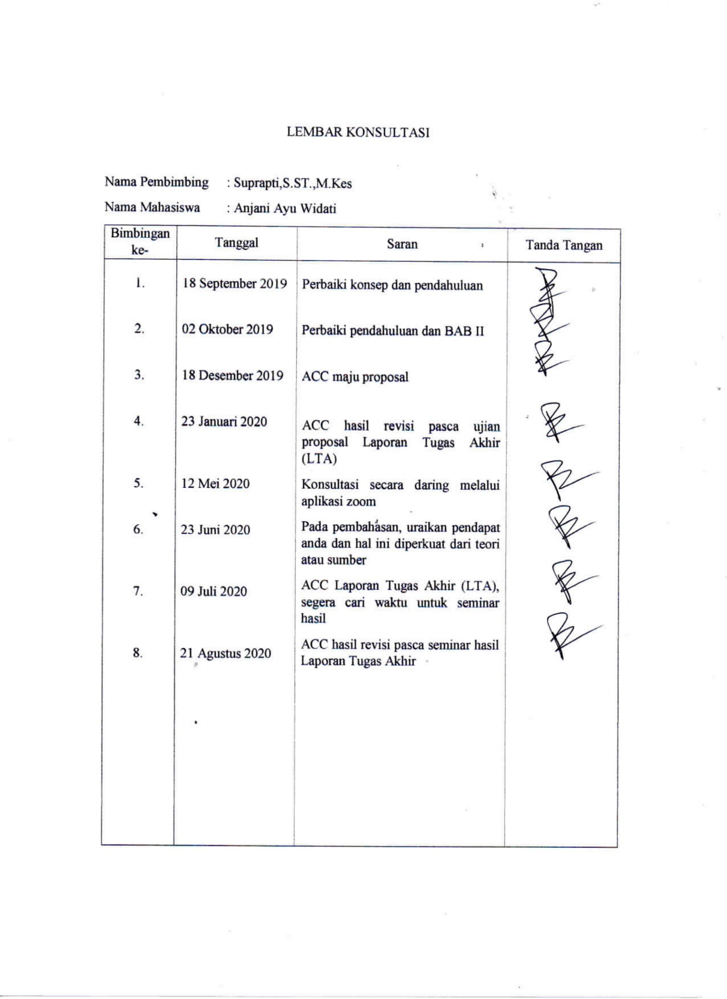 LEMBAR KONSULTASI
Nama Pembimbing : Suprapti,S.ST.,M.Kes
Nama Mahasiswa : Anjani Ayu Widati
Bimbingan ke- Tanggal Saran Tanda Tangan
1. 18 September 2019 Perbaiki konsep dan pendahuluan
2. 02 Oktober 2019 Perbaiki pendahuluan dan BAB II
3. 18 Desember 2019 ACC maju proposal
4. 23 Januari 2020 ACC hasil revisi pasca ujian
proposal Laporan Tugas Akhir
(LTA)
5. 12 Mei 2020 Konsultasi secara daring melalui
aplikasi zoom
6. 23 Juni 2020 Pada pembahasan, uraikan pendapat
anda dan hal ini diperkuat dari teori
atau sumber
7. 09 Juli 2020 ACC Laporan Tugas Akhir (LTA),
segera cari waktu untuk seminar
hasil
8. 21 Agustus 2020 ACC hasil revisi pasca seminar hasil
Laporan Tugas Akhir